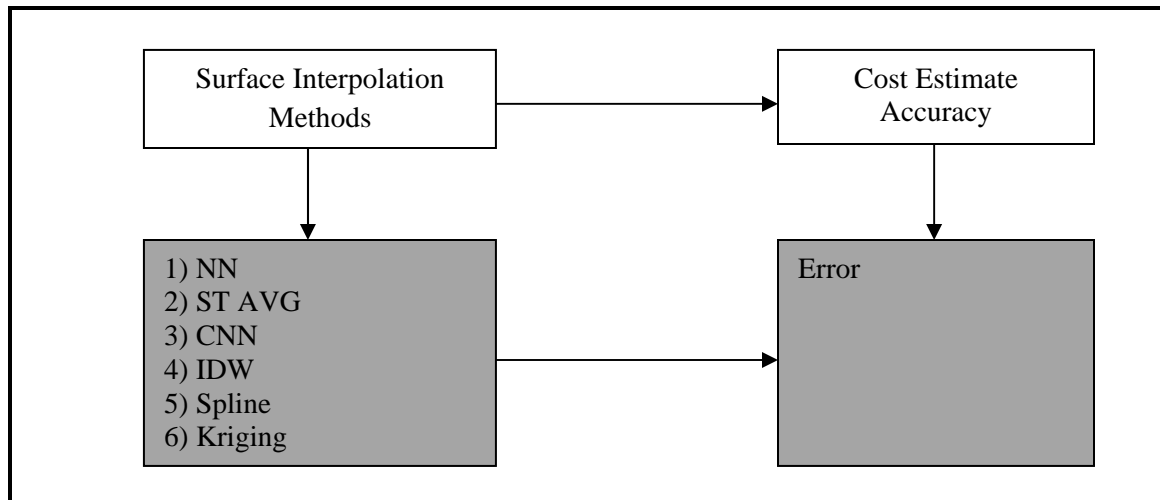 Surface Interpolation
Methods
Cost Estimate
Accuracy
1) NN
2) ST AVG
3) CNN
4) IDW
5) Spline
6) Kriging
Error